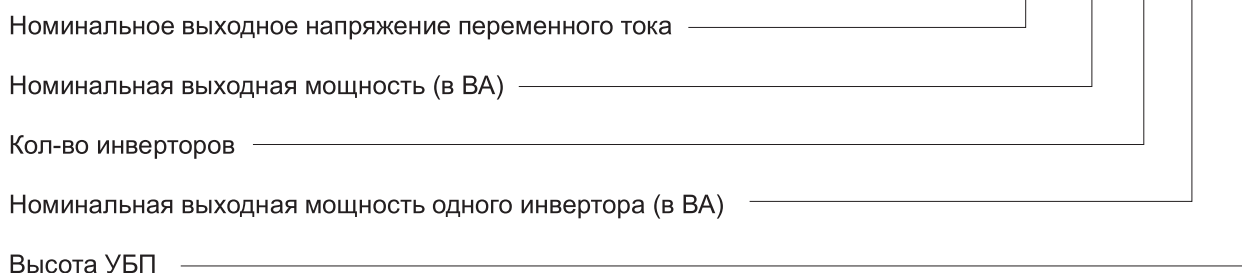 Номинальное выходное напряжение переменного тока
Номинальная выходная мощность (в ВА)
Кол-во инверторов
Номинальная выходная мощность одного инвертора (в ВА)
Высота УБП